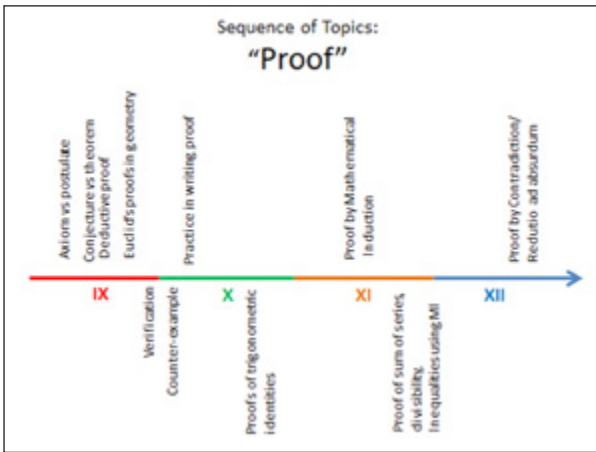 Sequence of Topics:
"Proof"
Axiom vs postulate
Conjecture vs theorem
Deductive proof
Euclid's proofs in geometry
Practice in writing proof
Proof by Mathematical
Induction
Proof by Contradiction/
Redutio ad absurdum
IX
X
XI
XII
Verification
Counter-example
Proofs of trigonometric
identities
Proof of sum of series,
divisibility,
Inequalities using MI